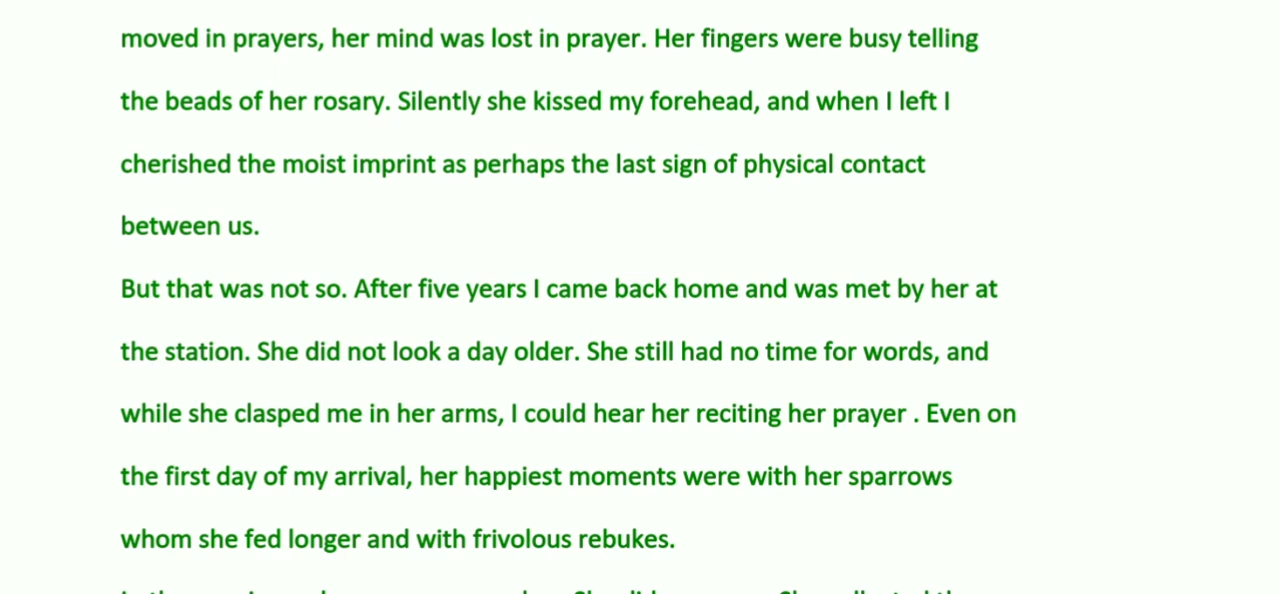 moved in prayers, her mind was lost in prayer. Her fingers were busy telling
the beads of her rosary. Silently she kissed my forehead, and when I left I
cherished the moist imprint as perhaps the last sign of physical contact
between us.
But that was not so. After five years I came back home and was met by her at
the station. She did not look a day older. She still had no time for words, and
while she clasped me in her arms, I could hear her reciting her prayer . Even on
the first day of my arrival, her happiest moments were with her sparrows
whom she fed longer and with frivolous rebukes.